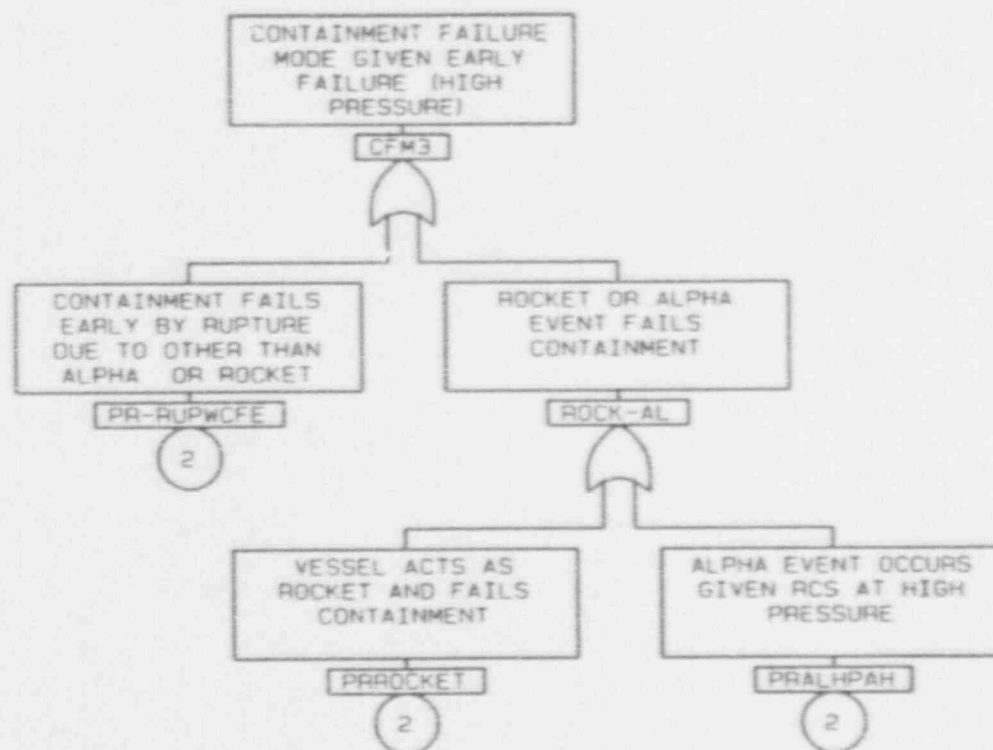 CONTAINMENT FAILURE
MODE GIVEN EARLY
FAILURE (HIGH
PRESSURE)
CFM3
CONTAINMENT FAILS
EARLY BY RUPTURE
DUE TO OTHER THAN
ALPHA OR ROCKET
PR-RUPWCFE
2
ROCKET OR ALPHA
EVENT FAILS
CONTAINMENT
ROCK-AL
VESSEL ACTS AS
ROCKET AND FAILS
CONTAINMENT
PRROCKET
2
ALPHA EVENT OCCURS
GIVEN RCS AT HIGH
PRESSURE
PRALHPAH
2